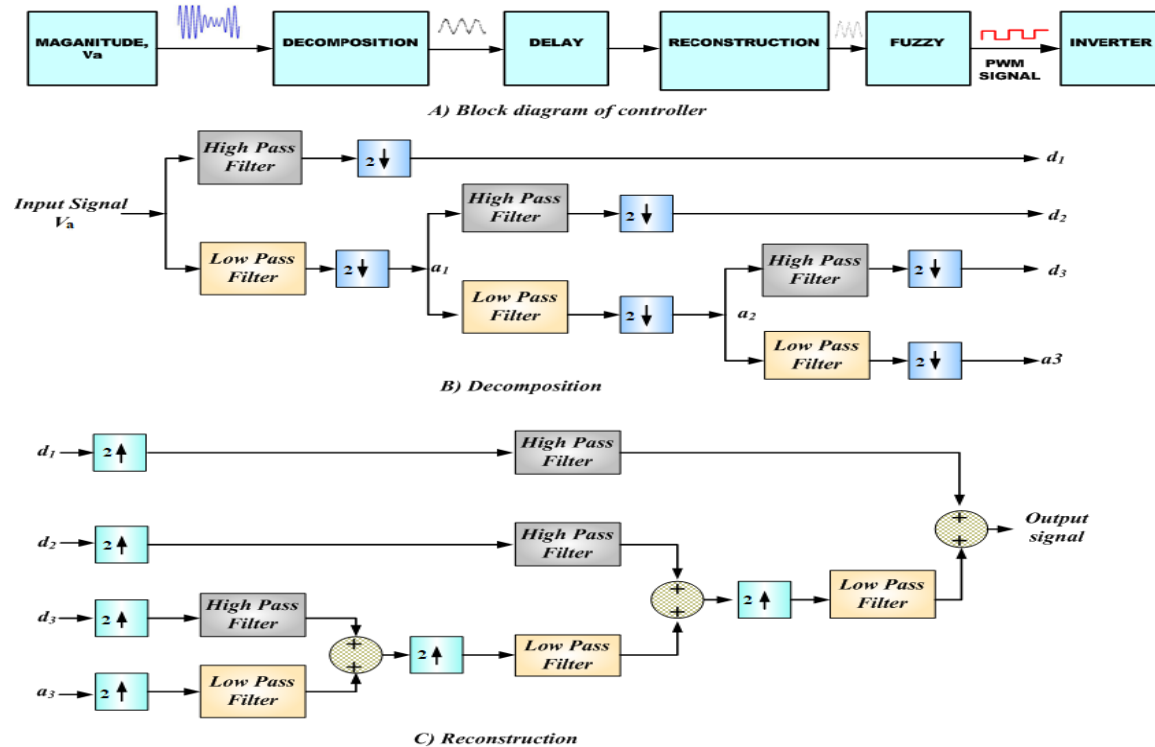 MAGANITUDE,
Va
DECOMPOSITION
DELAY
RECONSTRUCTION
FUZZY
PWM
SIGNAL
INVERTER
A) Block diagram of controller
High Pass
Filter
2
d1
Input Signal
Va
Low Pass
Filter
2
a1
High Pass
Filter
2
d2
Low Pass
Filter
2
a2
High Pass
Filter
2
d3
Low Pass
Filter
2
a3
B) Decomposition
d1
2
High Pass
Filter
+
+
Output
signal
d2
2
High Pass
Filter
+
+
2
Low Pass
Filter
d3
2
High Pass
Filter
+
+
2
Low Pass
Filter
a3
2
Low Pass
Filter
C) Reconstruction